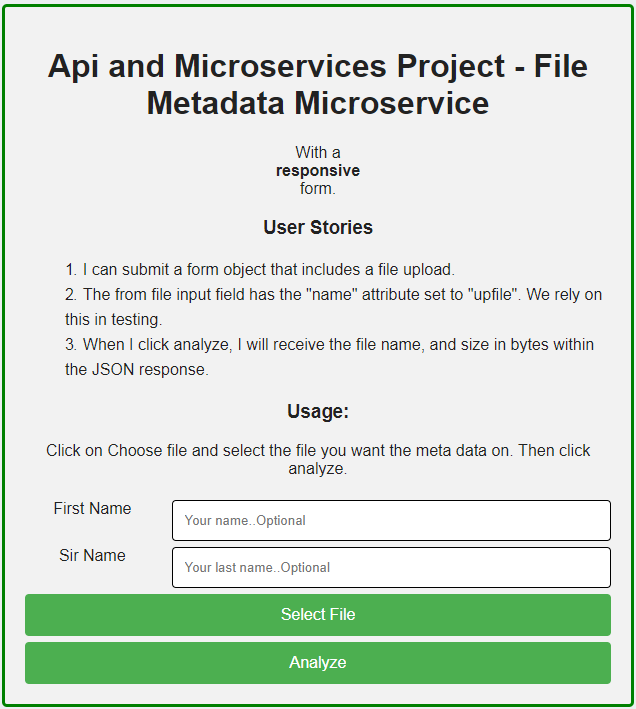 Api and Microservices Project - File
Metadata Microservice
With a
responsive
form.
User Stories
1. I can submit a form object that includes a file upload.
2. The from file input field has the "name" attribute set to "upfile". We rely on
this in testing.
3. When I click analyze, I will receive the file name, and size in bytes within
the JSON response.
Usage:
Click on Choose file and select the file you want the meta data on. Then click
analyze.
First Name
Your name..Optional
Sir Name
Your last name..Optional
Select File
Analyze